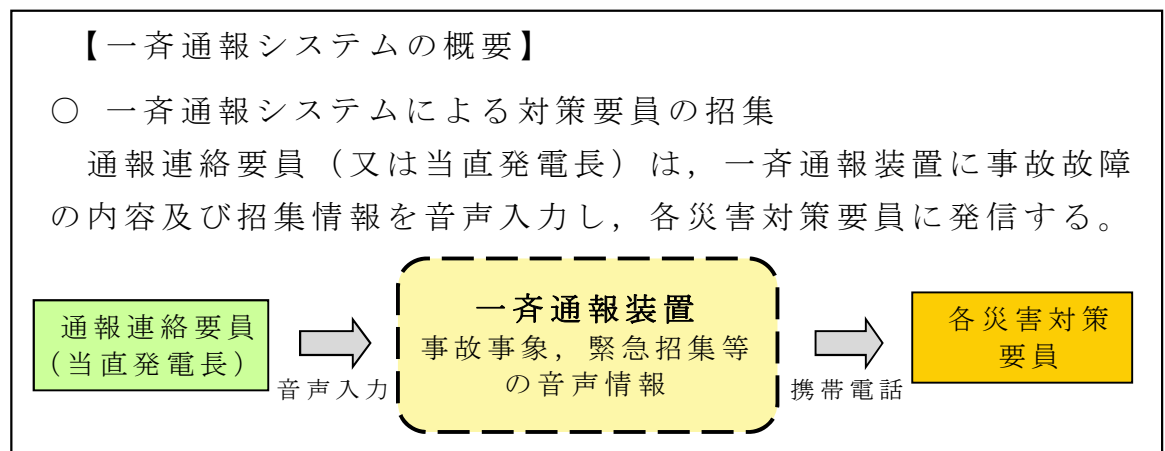 【一斉通報システムの概要】
○ 一斉通報システムによる対策要員の招集
通報連絡要員（又は当直発電長）は，一斉通報装置に事故故障
の内容及び招集情報を音声入力し，各災害対策要員に発信する。
通報連絡要員
(当直発電長)
音声入力
一斉通報装置
事故事象，緊急招集等
の音声情報
携帯電話
各災害対策
要員